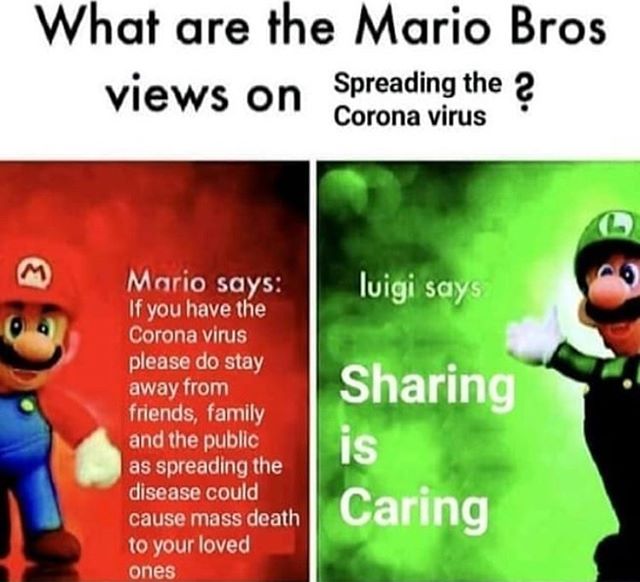 What are the Mario Bros
views on Spreading the ?
Corona virus
M
Mario says:
If you have the
Corona virus
please do stay
away from
friends, family
and the public
as spreading the
disease could
cause mass death
to your loved
ones
L
luigi says
Sharing
is
Caring